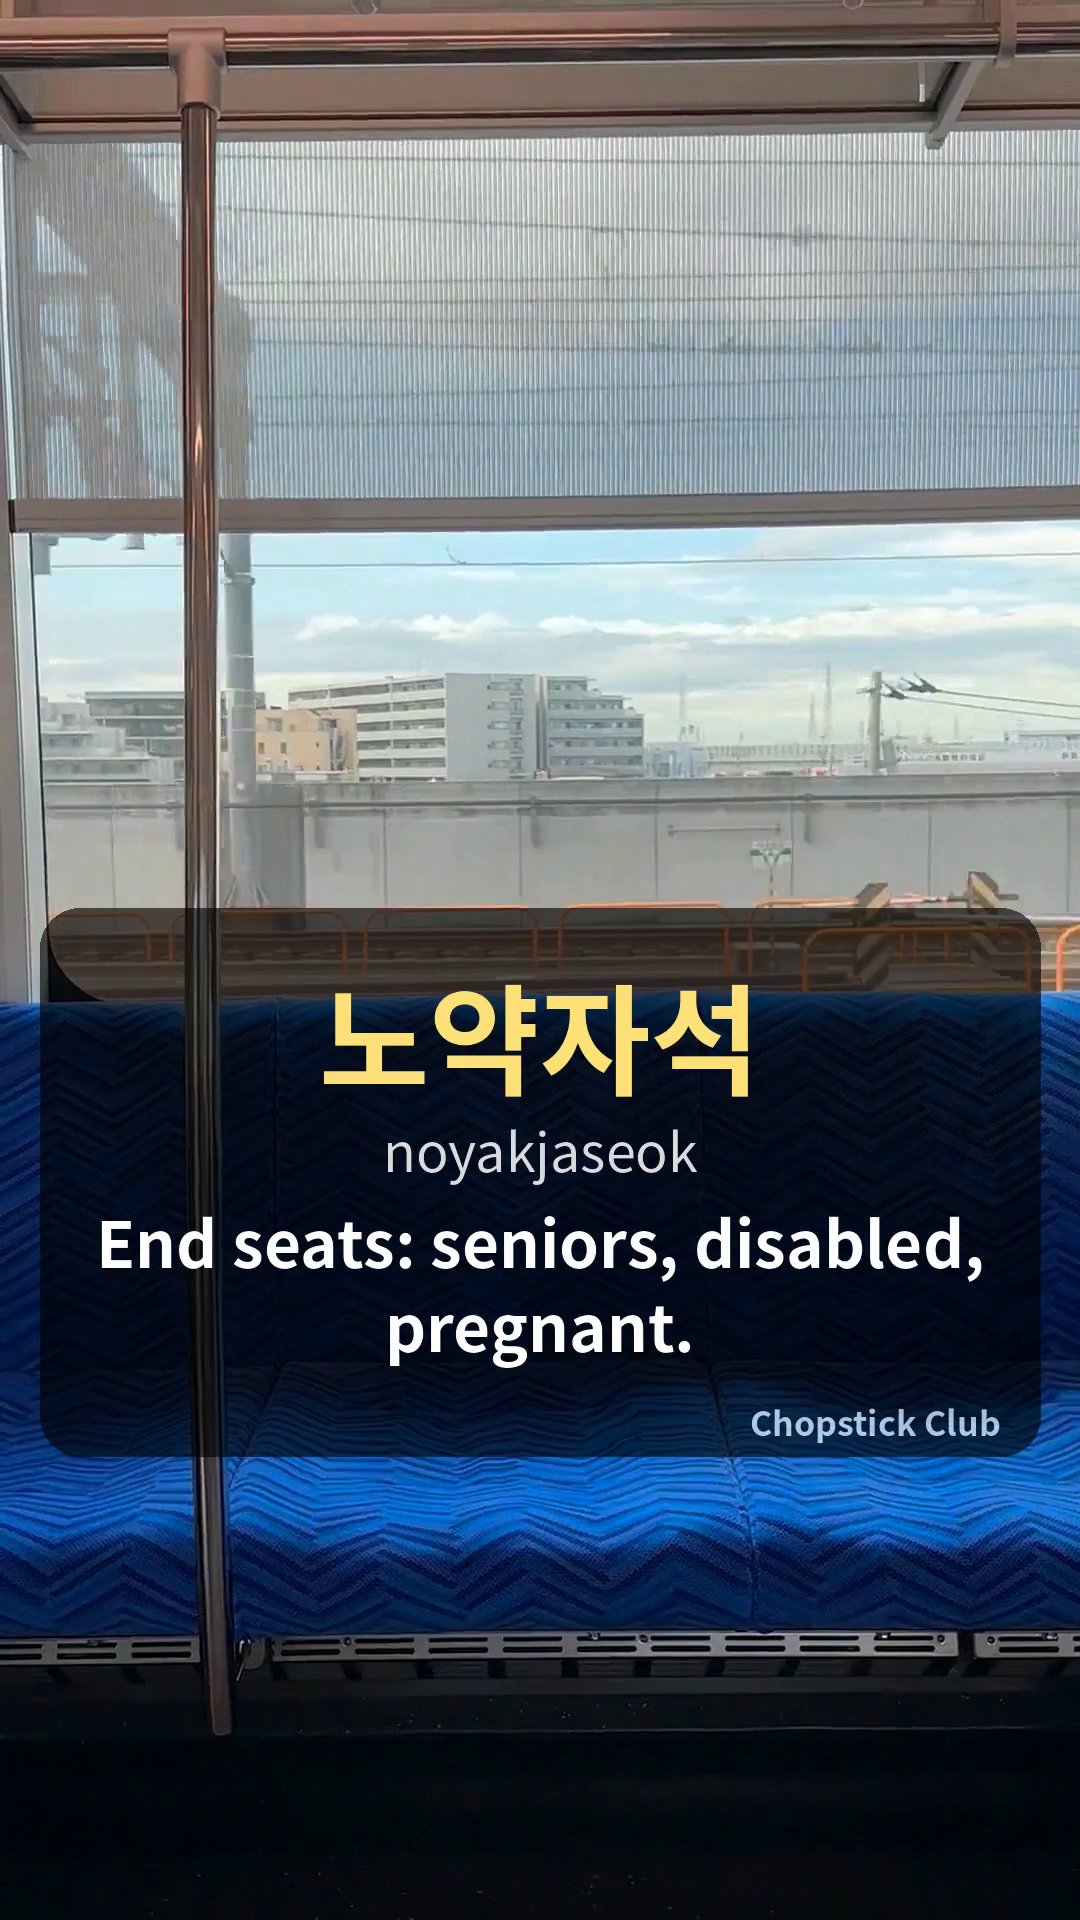 노약자석
noyakjaseok
End seats: seniors, disabled,
pregnant.
Chopstick Club